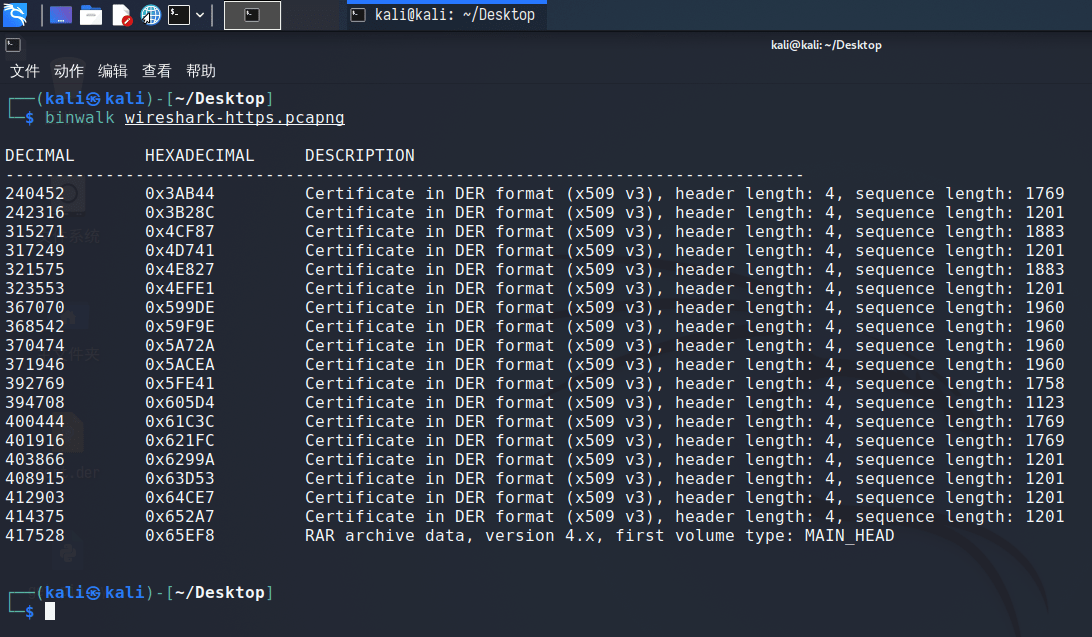 kali@kali: ~/Desktop
kali@kali: ~/Desktop
文件 动作 编辑 查看 帮助
┌──(kali㉿kali)-[~/Desktop]
└─$ binwalk wireshark-https.pcapng
DECIMAL       HEXADECIMAL     DESCRIPTION
--------------------------------------------------------------------------------
240452        0x3AB44         Certificate in DER format (x509 v3), header length: 4, sequence length: 1769
242316        0x3B28C         Certificate in DER format (x509 v3), header length: 4, sequence length: 1201
315271        0x4CF87         Certificate in DER format (x509 v3), header length: 4, sequence length: 1883
317249        0x4D741         Certificate in DER format (x509 v3), header length: 4, sequence length: 1201
321575        0x4E827         Certificate in DER format (x509 v3), header length: 4, sequence length: 1883
323553        0x4EFE1         Certificate in DER format (x509 v3), header length: 4, sequence length: 1201
367070        0x599DE         Certificate in DER format (x509 v3), header length: 4, sequence length: 1960
368542        0x59F9E         Certificate in DER format (x509 v3), header length: 4, sequence length: 1960
370474        0x5A72A         Certificate in DER format (x509 v3), header length: 4, sequence length: 1960
371946        0x5ACEA         Certificate in DER format (x509 v3), header length: 4, sequence length: 1960
392769        0x5FE41         Certificate in DER format (x509 v3), header length: 4, sequence length: 1758
394708        0x605D4         Certificate in DER format (x509 v3), header length: 4, sequence length: 1123
400444        0x61C3C         Certificate in DER format (x509 v3), header length: 4, sequence length: 1769
401916        0x621FC         Certificate in DER format (x509 v3), header length: 4, sequence length: 1769
403866        0x6299A         Certificate in DER format (x509 v3), header length: 4, sequence length: 1201
408915        0x63D53         Certificate in DER format (x509 v3), header length: 4, sequence length: 1201
412903        0x64CE7         Certificate in DER format (x509 v3), header length: 4, sequence length: 1201
414375        0x652A7         Certificate in DER format (x509 v3), header length: 4, sequence length: 1201
417528        0x65EF8         RAR archive data, version 4.x, first volume type: MAIN_HEAD
┌──(kali㉿kali)-[~/Desktop]
└─$